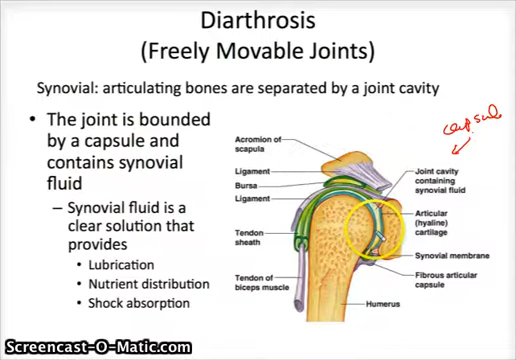 Diarthrosis
(Freely Movable Joints)
Synovial: articulating bones are separated by a joint cavity
• The joint is bounded
by a capsule and
contains synovial
fluid
– Synovial fluid is a
clear solution that
provides
• Lubrication
• Nutrient distribution
• Shock absorption
capsule
Acromion of
scapula
Ligament
Bursa
Ligament
Tendon
sheath
Tendon of
biceps muscle
Joint cavity
containing
synovial fluid
Articular
(hyaline)
cartilage
Synovial membrane
Fibrous articular
capsule
Humerus
Screencast-O-Matic.com